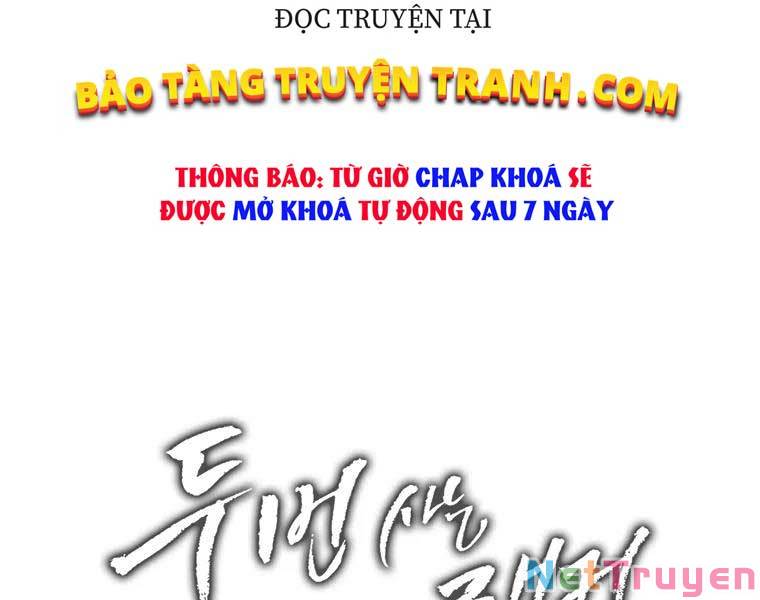 ĐỌC TRUYỆN TẠI
BẢO TÀNG TRUYỆN TRANH.COM
THÔNG BÁO: TỪ GIỜ CHAP KHOÁ SẼ
ĐƯỢC MỞ KHOÁ TỰ ĐỘNG SAU 7 NGÀY
두 번 사는
NetTruyen